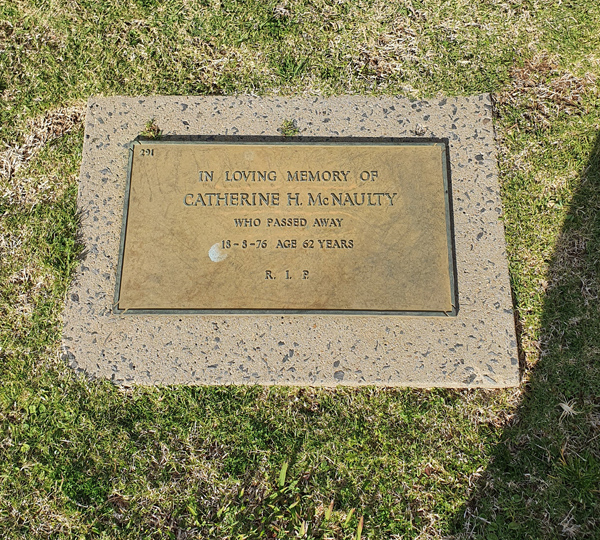 291
IN LOVING MEMORY OF
CATHERINE H. McNAULTY
WHO PASSED AWAY
18-8-76 AGE 62 YEARS
R. I. P.